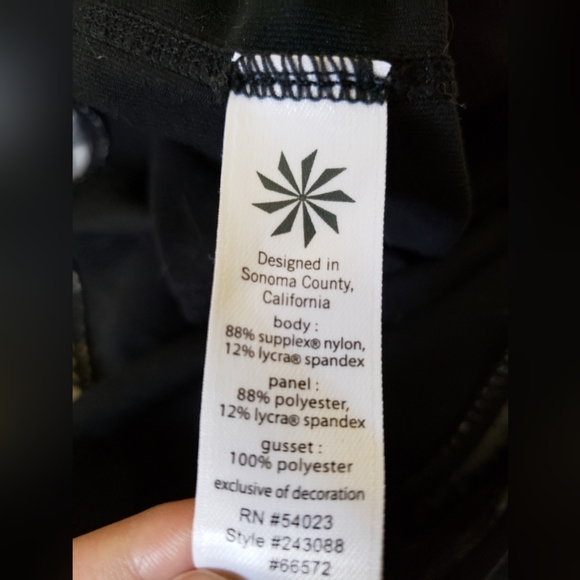 Designed in
Sonoma County,
California
body :
88% supplex® nylon,
12% lycra® spandex
panel :
88% polyester,
12% lycra® spandex
gusset :
100% polyester
exclusive of decoration
RN #54023
Style #243088
#66572